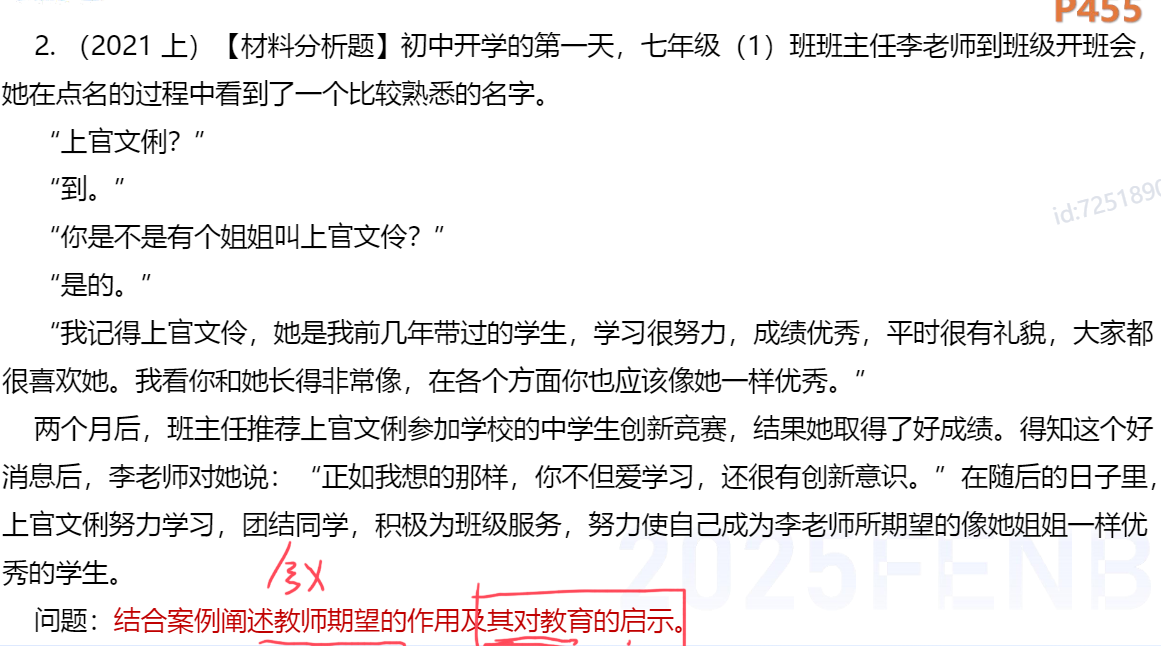 P455
2. （2021 上）【材料分析题】初中开学的第一天，七年级（1）班班主任李老师到班级开班会，
她在点名的过程中看到了一个比较熟悉的名字。
“上官文俐？”
“到。”
“你是不是有个姐姐叫上官文伶？”
“是的。”
id:7251890
“我记得上官文伶，她是我前几年带过的学生，学习很努力，成绩优秀，平时很有礼貌，大家都
很喜欢她。我看你和她长得非常像，在各个方面你也应该像她一样优秀。”
两个月后，班主任推荐上官文俐参加学校的中学生创新竞赛，结果她取得了好成绩。得知这个好
消息后，李老师对她说：“正如我想的那样，你不但爱学习，还很有创新意识。”在随后的日子里，
上官文俐努力学习，团结同学，积极为班级服务，努力使自己成为李老师所期望的像她姐姐一样优
秀的学生。
2025FENB
问题：结合案例阐述教师期望的作用及其对教育的启示。